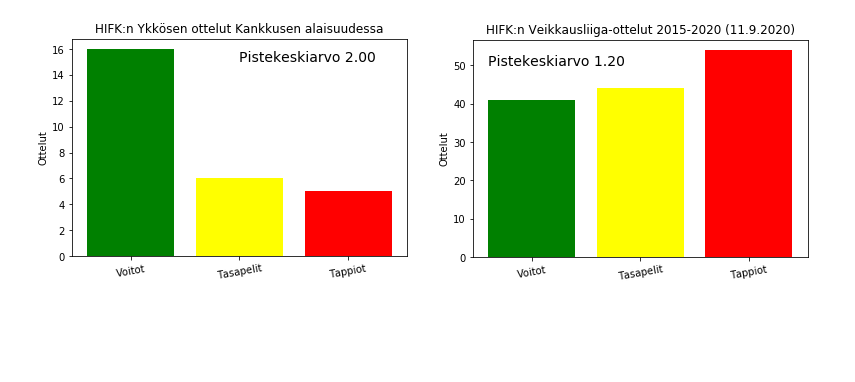 HIFK:n Ykkösen ottelut Kankkusen alaisuudessa
Pistekeskiarvo 2.00
Ottelut
16
14
12
10
8
6
4
2
0
Voitot Tasapelit Tappiot
HIFK:n Veikkausliiga-ottelut 2015-2020 (11.9.2020)
Pistekeskiarvo 1.20
Ottelut
50
40
30
20
10
0
Voitot Tasapelit Tappiot